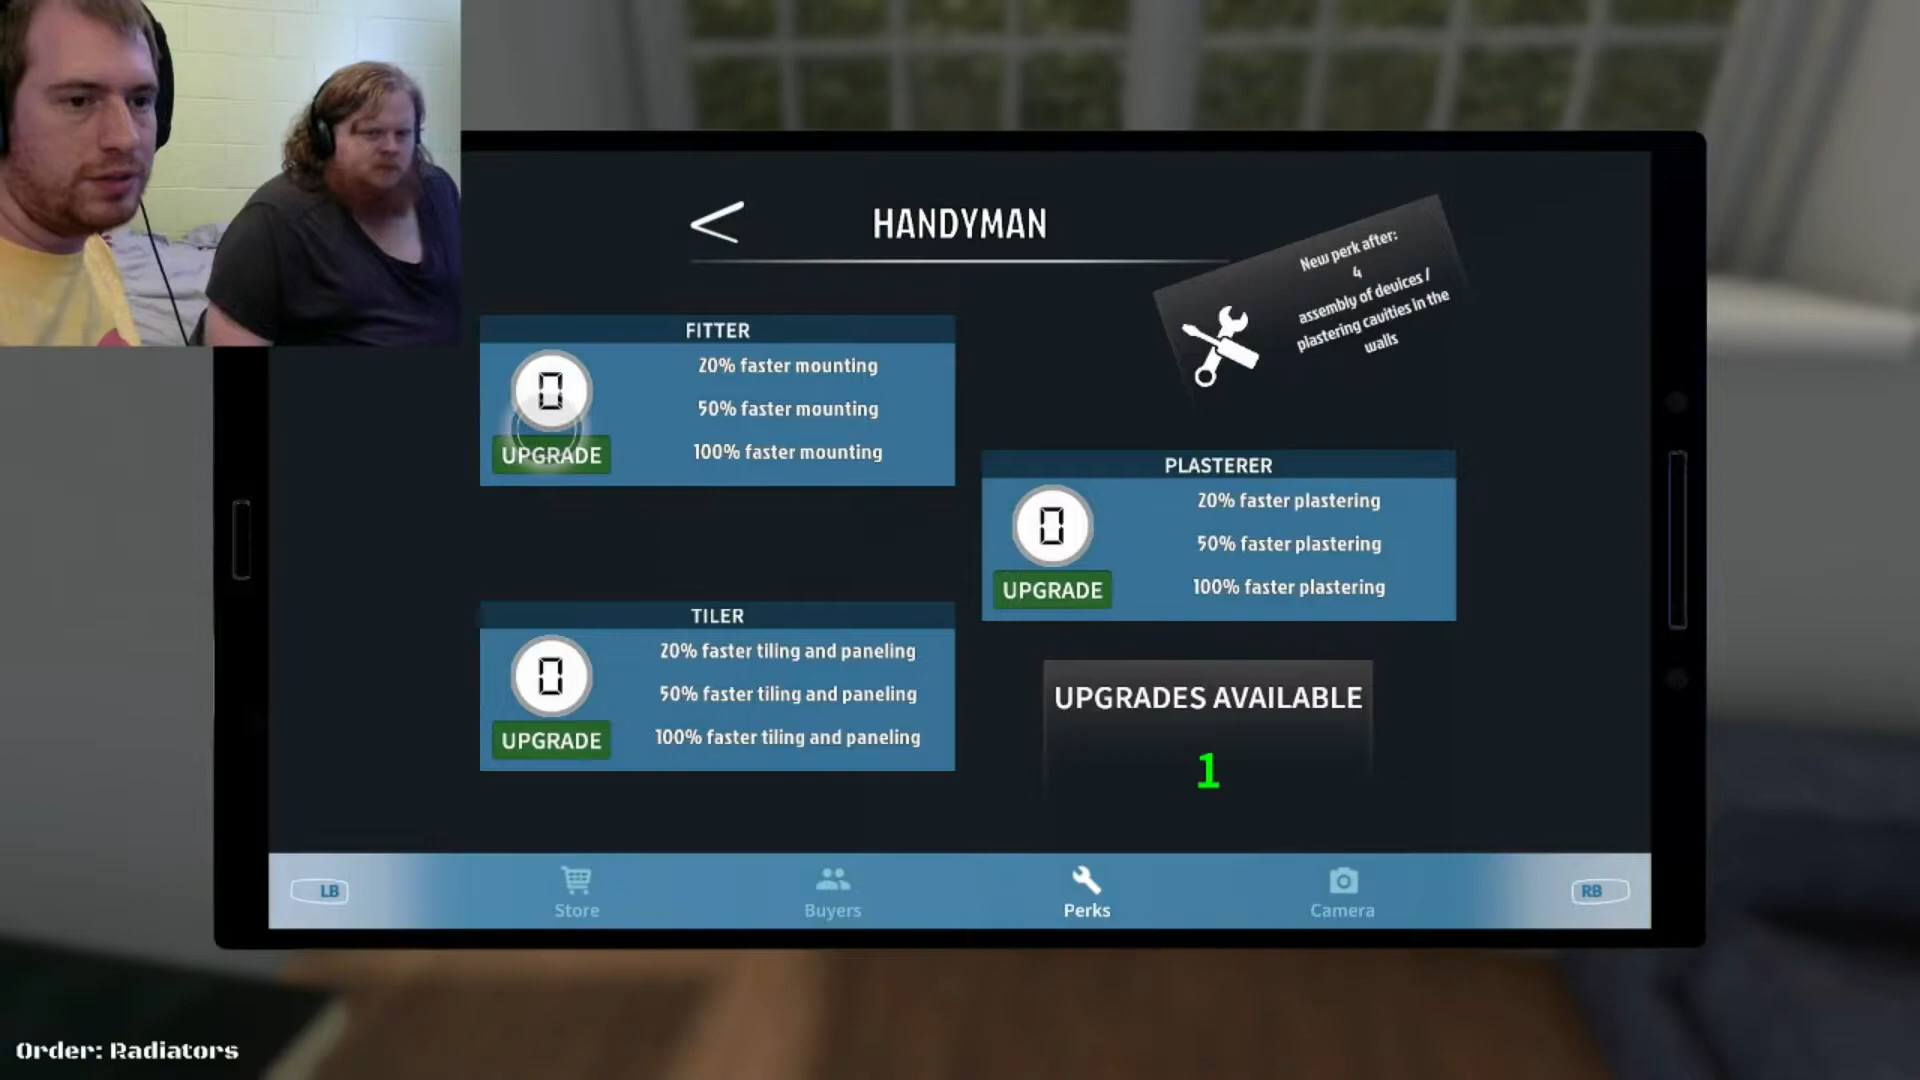 HANDYMAN
New perk after:
4
assembly of devices /
plastering cavities in the
walls
FITTER
0
UPGRADE
20% faster mounting
50% faster mounting
100% faster mounting
PLASTERER
0
UPGRADE
20% faster plastering
50% faster plastering
100% faster plastering
TILER
0
UPGRADE
20% faster tiling and paneling
50% faster tiling and paneling
100% faster tiling and paneling
UPGRADES AVAILABLE
1
LB
Store
Buyers
Perks
Camera
RB
Order: Radiators